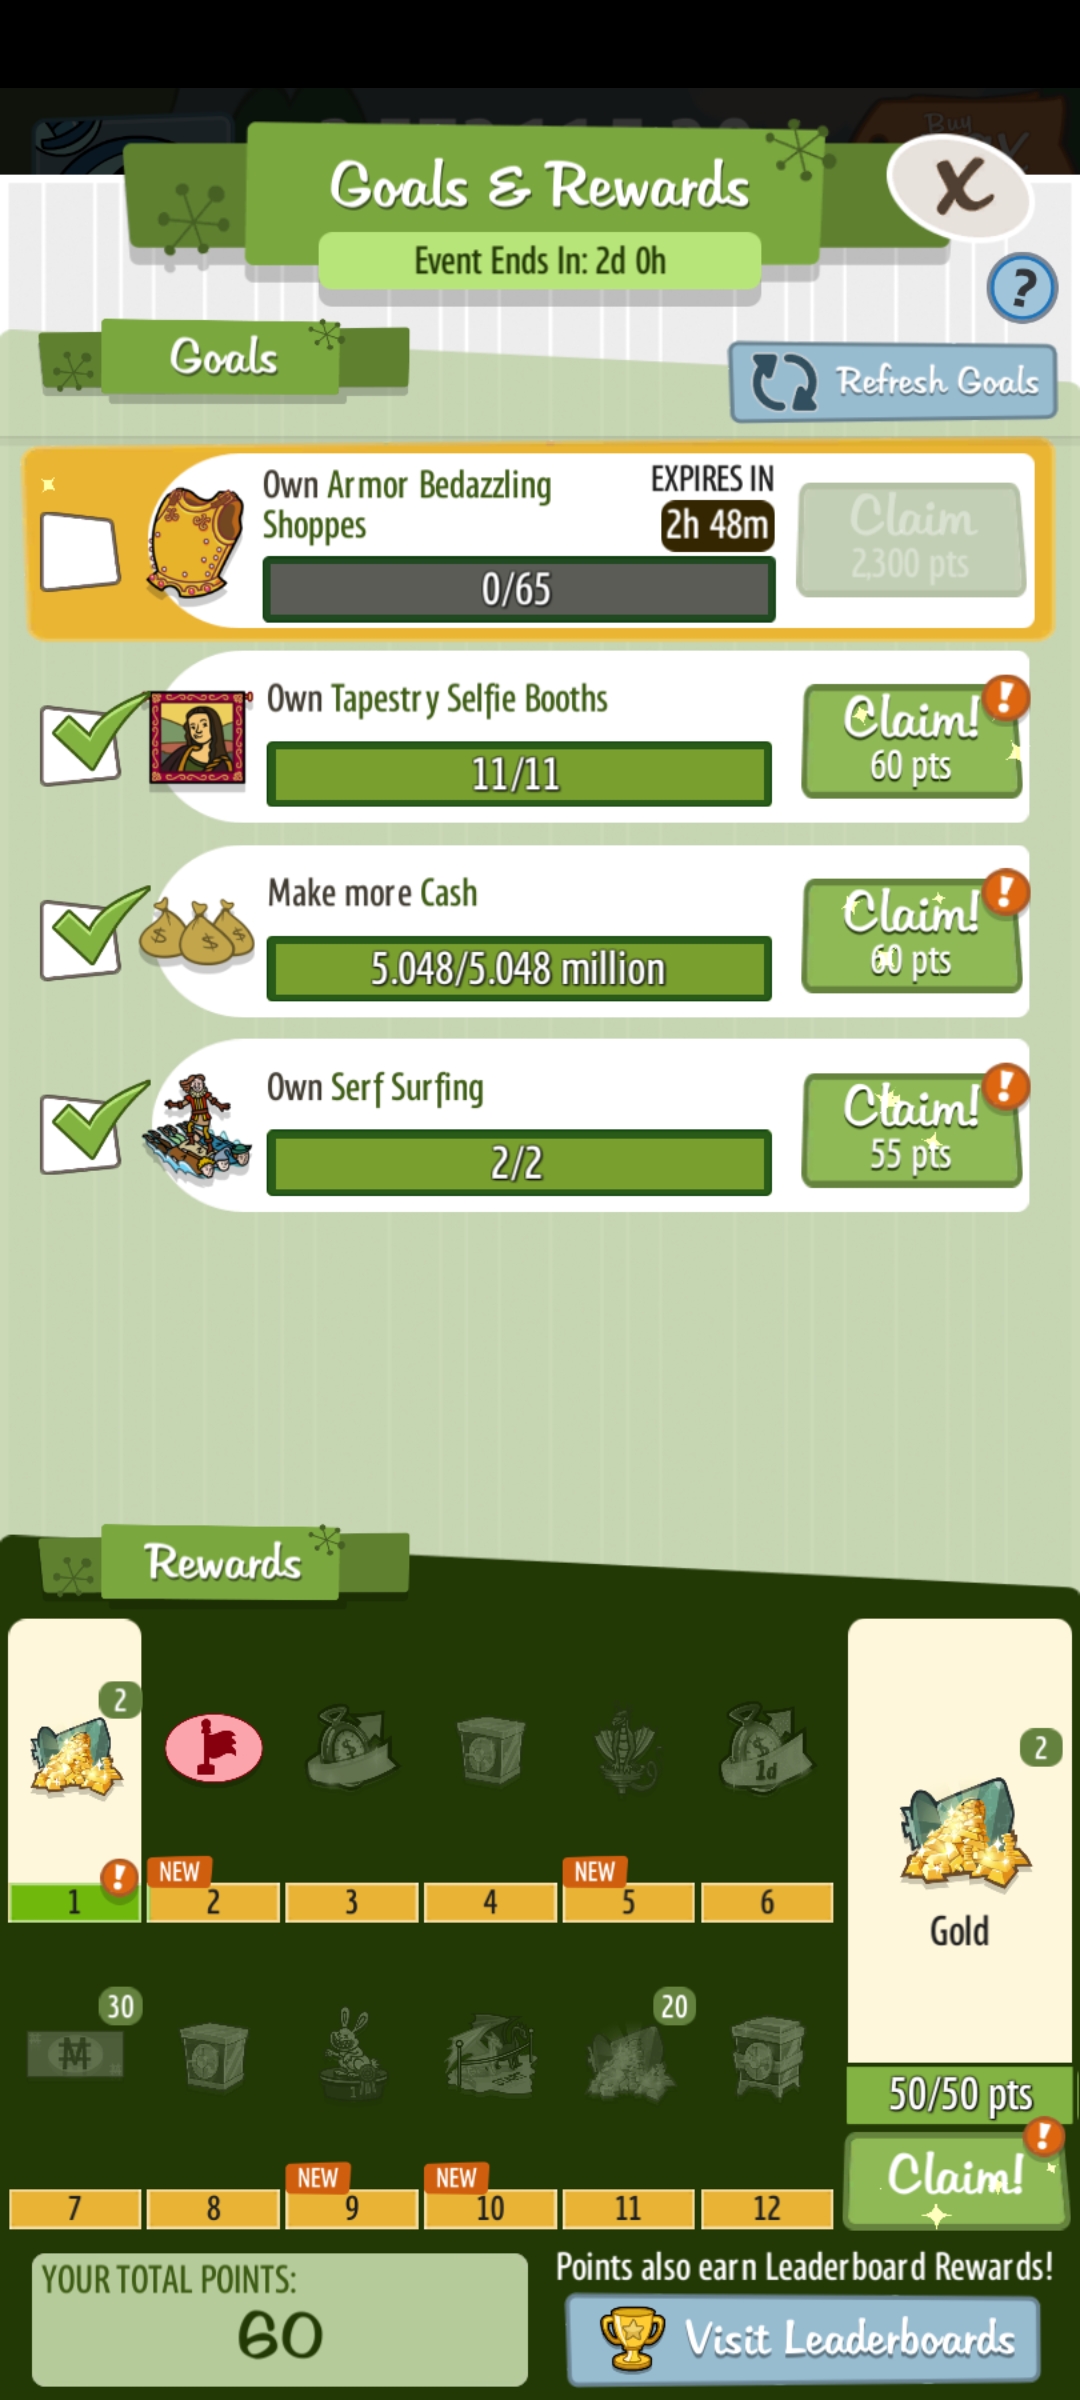 Buy
Goals & Rewards
X
Event Ends In: 2d 0h
?
Goals
Refresh Goals
Own Armor Bedazzling
Shoppes
EXPIRES IN
2h 48m
0/65
Claim
2,300 pts
Own Tapestry Selfie Booths
11/11
Claim!
60 pts
!
Make more Cash
5.048/5.048 million
Claim!
60 pts
!
Own Serf Surfing
2/2
Claim!
55 pts
!
Rewards
2
1d
2
!
NEW
NEW
1
2
3
4
5
6
Gold
30
20
50/50 pts
NEW
NEW
!
Claim!
7
8
9
10
11
12
YOUR TOTAL POINTS:
60
Points also earn Leaderboard Rewards!
Visit Leaderboards